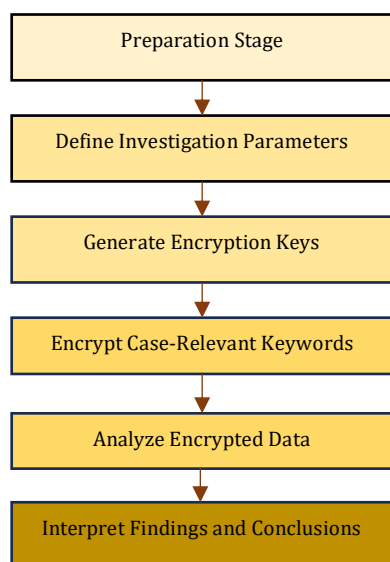 Preparation Stage
Define Investigation Parameters
Generate Encryption Keys
Encrypt Case-Relevant Keywords
Analyze Encrypted Data
Interpret Findings and Conclusions